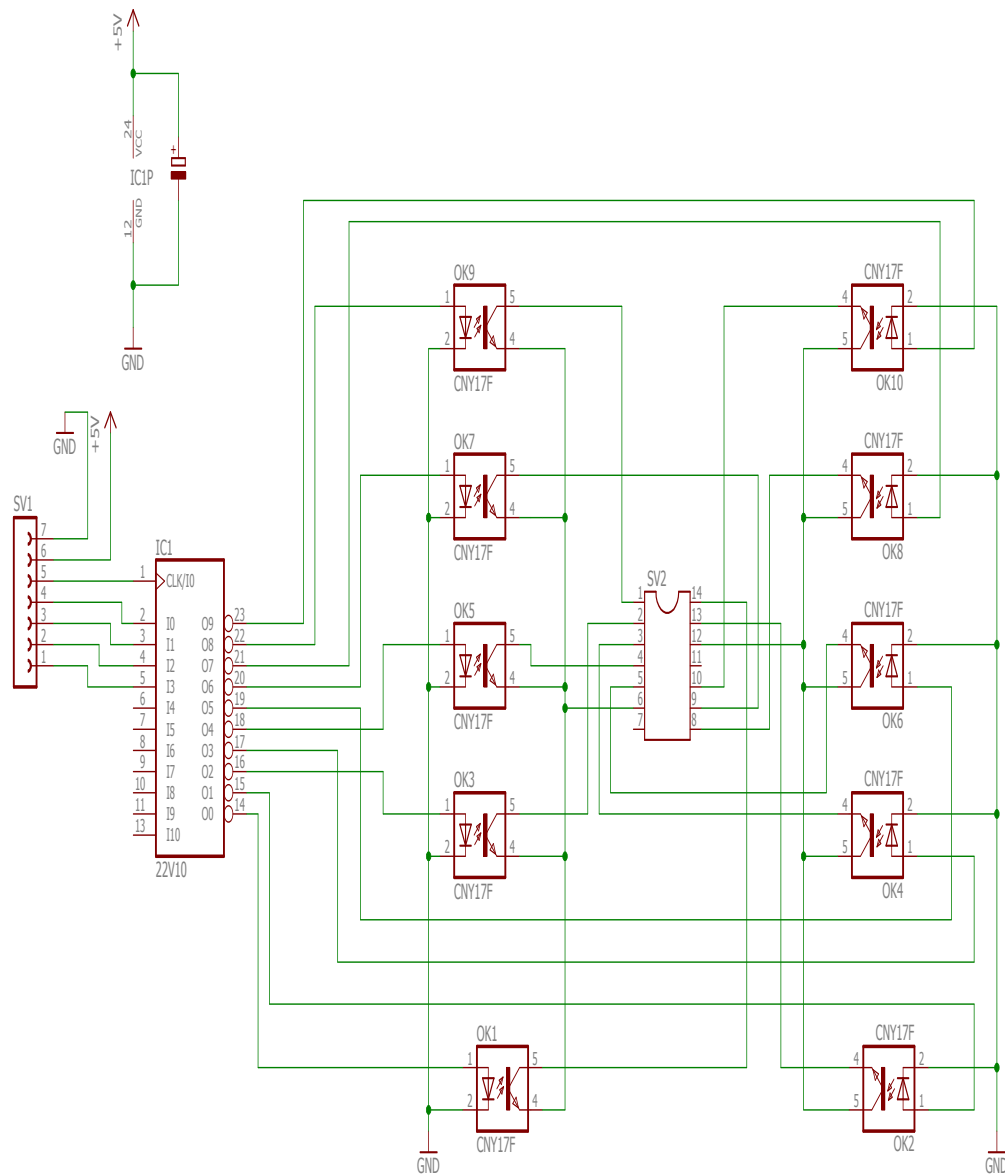 +5V
24
VCC
+
IC1P
12
GND
GND
GND
+5V
SV1
7
6
5
4
3
2
1
IC1
1 CLK/I0
2 I0 O9 23
3 I1 O8 22
4 I2 O7 21
5 I3 O6 20
6 I4 O5 19
7 I5 O4 18
8 I6 O3 17
9 I7 O2 16
10 I8 O1 15
11 I9 O0 14
13 I10
22V10
OK9
1 5
2 4
CNY17F
OK7
1 5
2 4
CNY17F
OK5
1 5
2 4
CNY17F
OK3
1 5
2 4
CNY17F
OK1
1 5
2 4
CNY17F
GND
SV2
1 14
2 13
3 12
4 11
5 10
6 9
7 8
CNY17F
4 2
5 1
OK10
CNY17F
4 2
5 1
OK8
CNY17F
4 2
5 1
OK6
CNY17F
4 2
5 1
OK4
CNY17F
4 2
5 1
OK2
GND